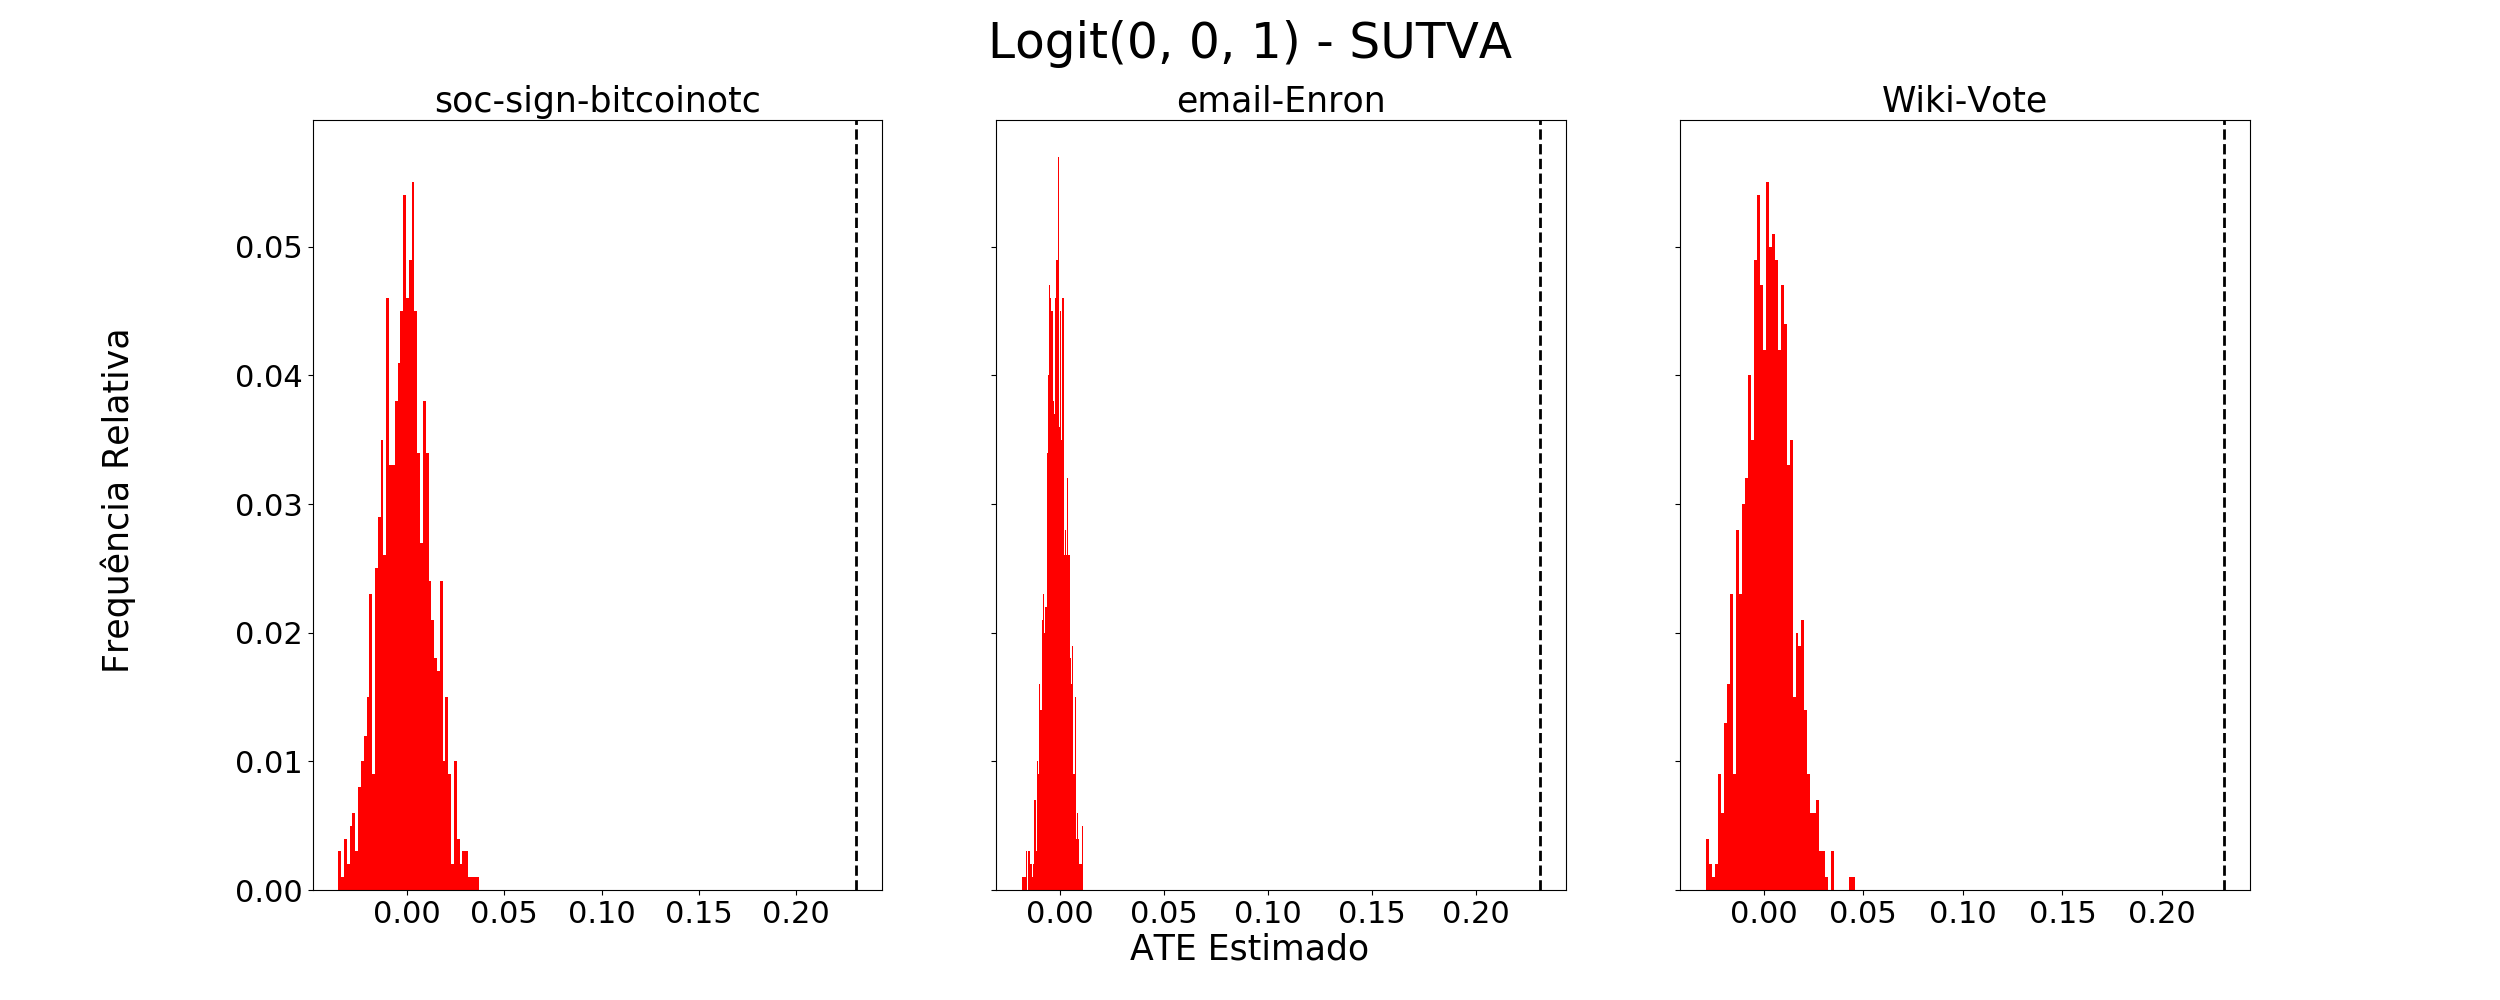 Logit(0, 0, 1) - SUTVA
soc-sign-bitcoinotc
email-Enron
Wiki-Vote
Frequência Relativa
0.05
0.04
0.03
0.02
0.01
0.00
0.00 0.05 0.10 0.15 0.20
0.00 0.05 0.10 0.15 0.20
0.00 0.05 0.10 0.15 0.20
ATE Estimado